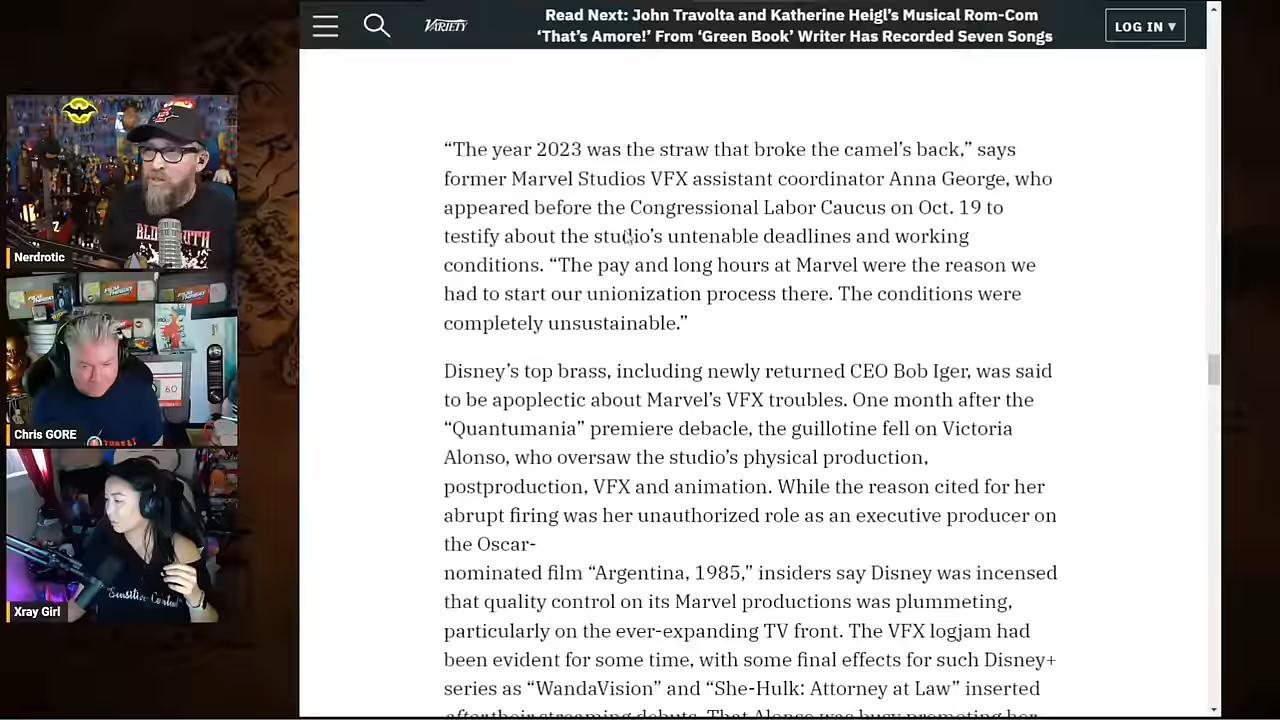 VARIETY
Read Next: John Travolta and Katherine Heigl’s Musical Rom-Com
‘That’s Amore!’ From ‘Green Book’ Writer Has Recorded Seven Songs
LOG IN ▾
“The year 2023 was the straw that broke the camel’s back,” says
former Marvel Studios VFX assistant coordinator Anna George, who
appeared before the Congressional Labor Caucus on Oct. 19 to
testify about the studio’s untenable deadlines and working
conditions. “The pay and long hours at Marvel were the reason we
had to start our unionization process there. The conditions were
completely unsustainable.”
Disney’s top brass, including newly returned CEO Bob Iger, was said
to be apoplectic about Marvel’s VFX troubles. One month after the
“Quantumania” premiere debacle, the guillotine fell on Victoria
Alonso, who oversaw the studio’s physical production,
postproduction, VFX and animation. While the reason cited for her
abrupt firing was her unauthorized role as an executive producer on
the Oscar-
nominated film “Argentina, 1985,” insiders say Disney was incensed
that quality control on its Marvel productions was plummeting,
particularly on the ever-expanding TV front. The VFX logjam had
been evident for some time, with some final effects for such Disney+
series as “WandaVision” and “She-Hulk: Attorney at Law” inserted
after their streaming debuts. That Alonso was busy promoting her
Nerdrotic
Chris GORE
Xray Girl